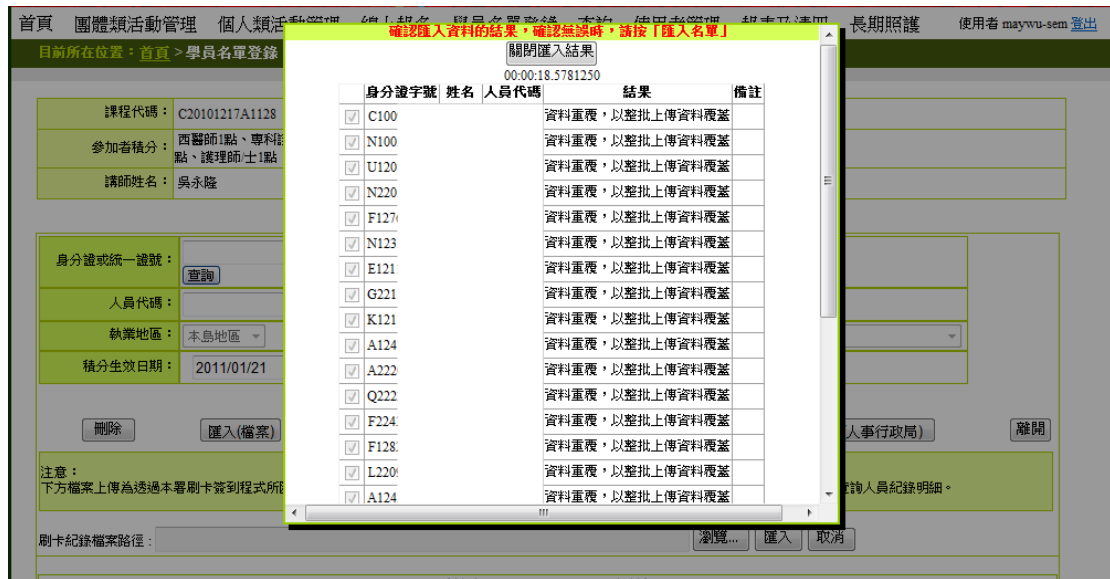 首頁 團體類活動管理 個人類活動管理 線上報名 學員名單登錄 查詢 使用者管理 報表及清冊 長期照護 使用者 maywu-sem 登出
目前所在位置：首頁 > 學員名單登錄
確認匯入資料的結果，確認無誤時，請按「匯入名單」
關閉匯入結果
00:00:18.5781250
身分證字號 姓名 人員代碼 結果 備註
C100 資料重覆，以整批上傳資料覆蓋
N100 資料重覆，以整批上傳資料覆蓋
U120 資料重覆，以整批上傳資料覆蓋
N220 資料重覆，以整批上傳資料覆蓋
F127 資料重覆，以整批上傳資料覆蓋
N123 資料重覆，以整批上傳資料覆蓋
E121 資料重覆，以整批上傳資料覆蓋
G221 資料重覆，以整批上傳資料覆蓋
K121 資料重覆，以整批上傳資料覆蓋
A124 資料重覆，以整批上傳資料覆蓋
A222 資料重覆，以整批上傳資料覆蓋
Q222 資料重覆，以整批上傳資料覆蓋
F224 資料重覆，以整批上傳資料覆蓋
F128 資料重覆，以整批上傳資料覆蓋
L220 資料重覆，以整批上傳資料覆蓋
A124 資料重覆，以整批上傳資料覆蓋
課程代碼： C20101217A1128
參加者積分： 西醫師1點、專科
點、護理師/士1點
講師姓名： 吳永隆
身分證或統一證號：
查詢
人員代碼：
執業地區： 本島地區
積分生效日期： 2011/01/21
刪除 匯入(檔案) 人事行政局) 離開
注意：
下方檔案上傳為透過本署刷卡簽到程式所 詢人員紀錄明細。
刷卡紀錄檔案路徑： 瀏覽... 匯入 取消